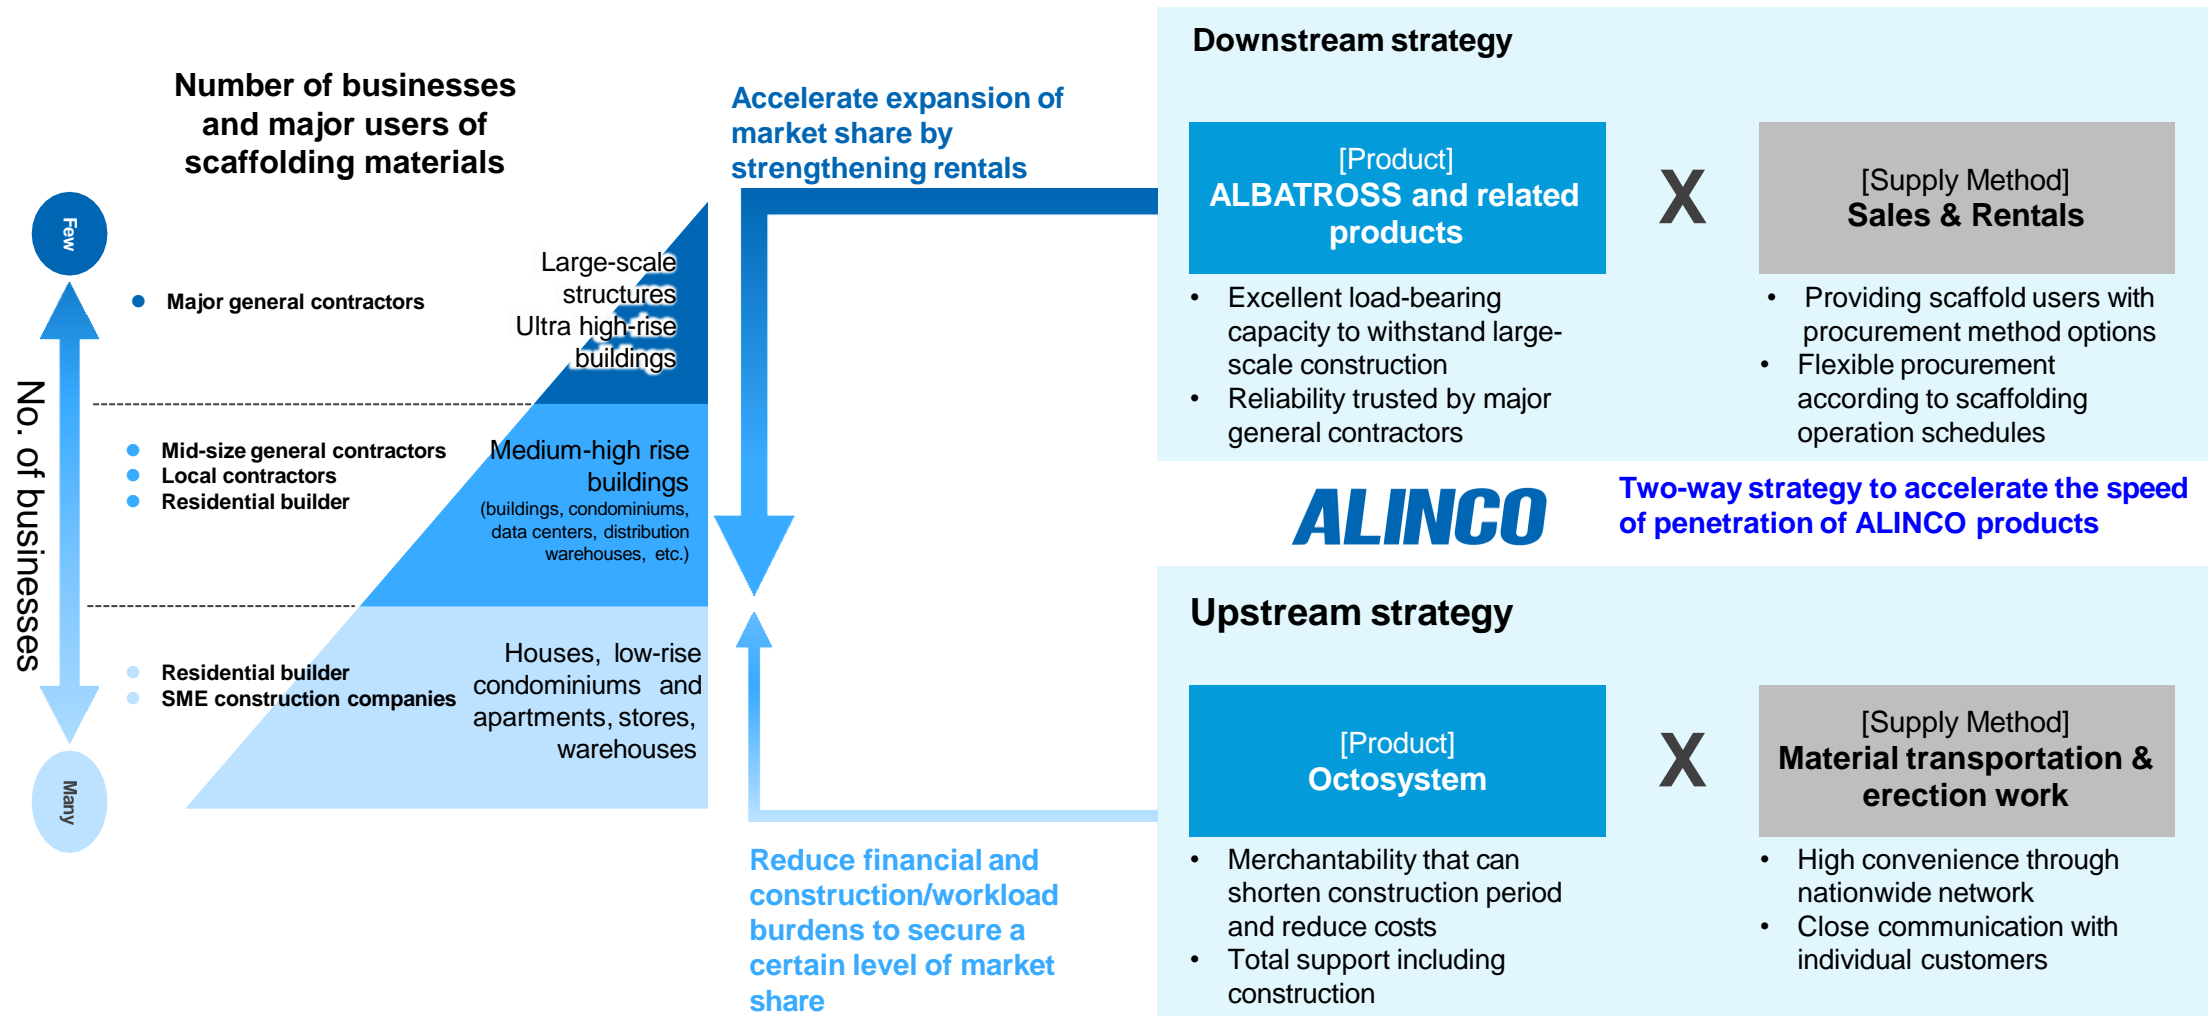 Number of businesses
and major users of
scaffolding materials
Few
No. of businesses
Many
Major general contractors
Large-scale
structures
Ultra high-rise
buildings
Mid-size general contractors
Local contractors
Residential builder
Medium-high rise
buildings
(buildings, condominiums,
data centers, distribution
warehouses, etc.)
Residential builder
SME construction companies
Houses, low-rise
condominiums and
apartments, stores,
warehouses
Accelerate expansion of
market share by
strengthening rentals
Reduce financial and
construction/workload
burdens to secure a
certain level of market
share
Downstream strategy
[Product]
ALBATROSS and related
products
X
[Supply Method]
Sales & Rentals
• Excellent load-bearing
capacity to withstand large-
scale construction
• Reliability trusted by major
general contractors
• Providing scaffold users with
procurement method options
• Flexible procurement
according to scaffolding
operation schedules
ALINCO
Two-way strategy to accelerate the speed
of penetration of ALINCO products
Upstream strategy
[Product]
Octosystem
X
[Supply Method]
Material transportation &
erection work
• Merchantability that can
shorten construction period
and reduce costs
• Total support including
construction
• High convenience through
nationwide network
• Close communication with
individual customers